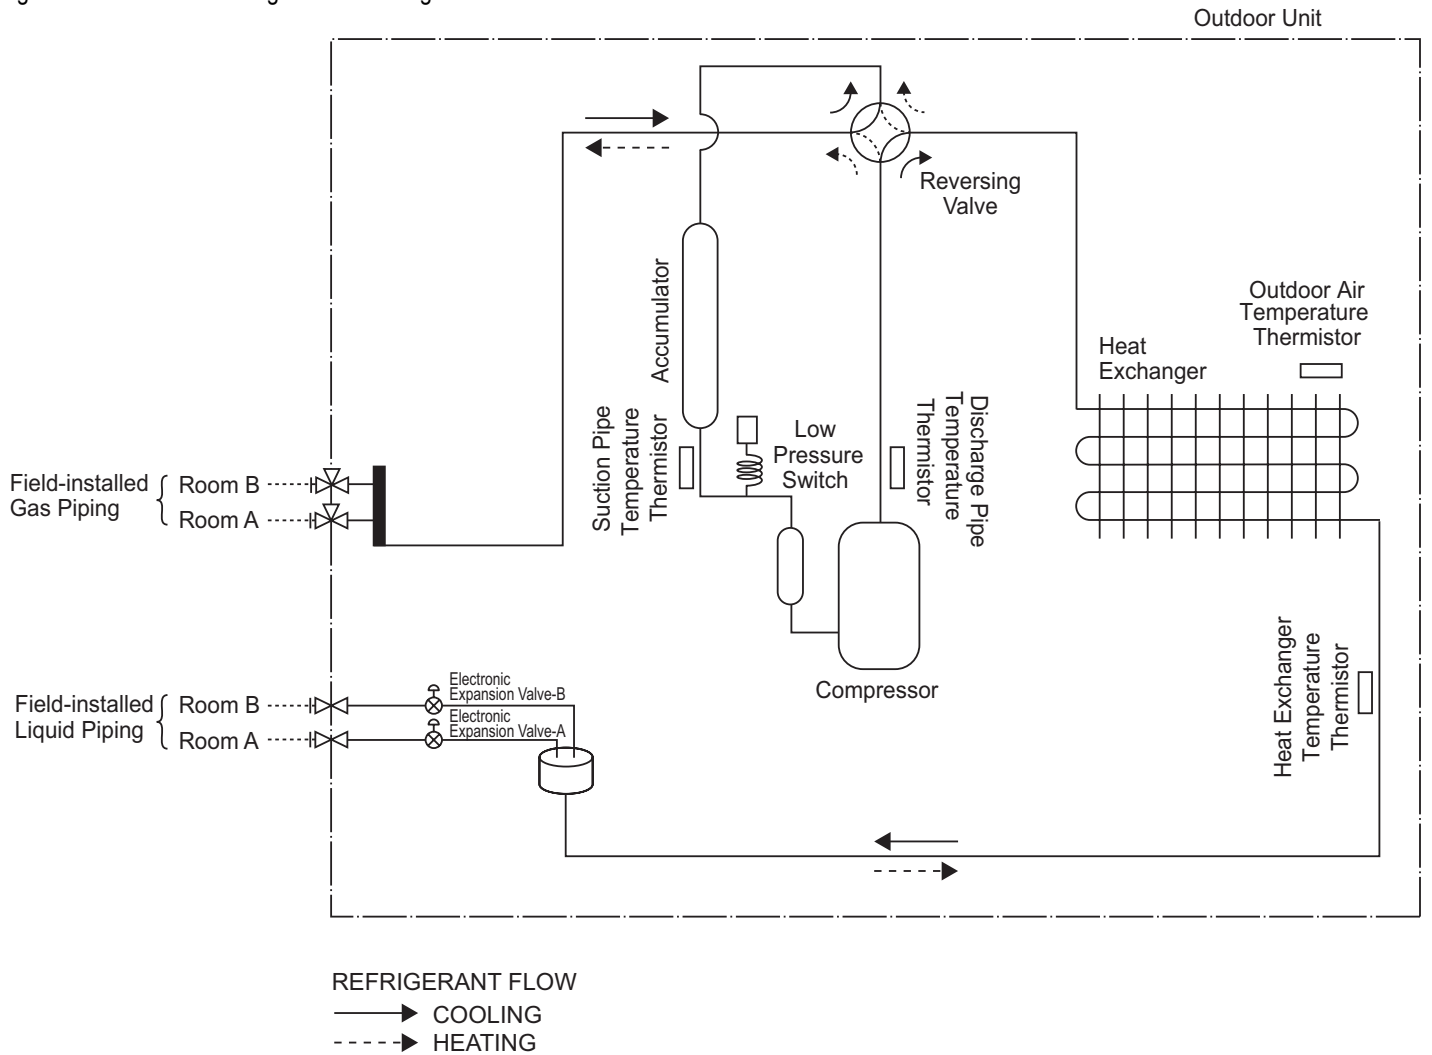 Outdoor Unit
Reversing
Valve
Accumulator
Outdoor Air
Temperature
Thermistor
Heat
Exchanger
Suction Pipe
Temperature
Thermistor
Low
Pressure
Switch
Discharge Pipe
Temperature
Thermistor
Field-installed
Gas Piping
Room B
Room A
Compressor
Heat Exchanger
Temperature
Thermistor
Field-installed
Liquid Piping
Room B
Room A
Electronic
Expansion Valve-B
Electronic
Expansion Valve-A
REFRIGERANT FLOW
COOLING
HEATING